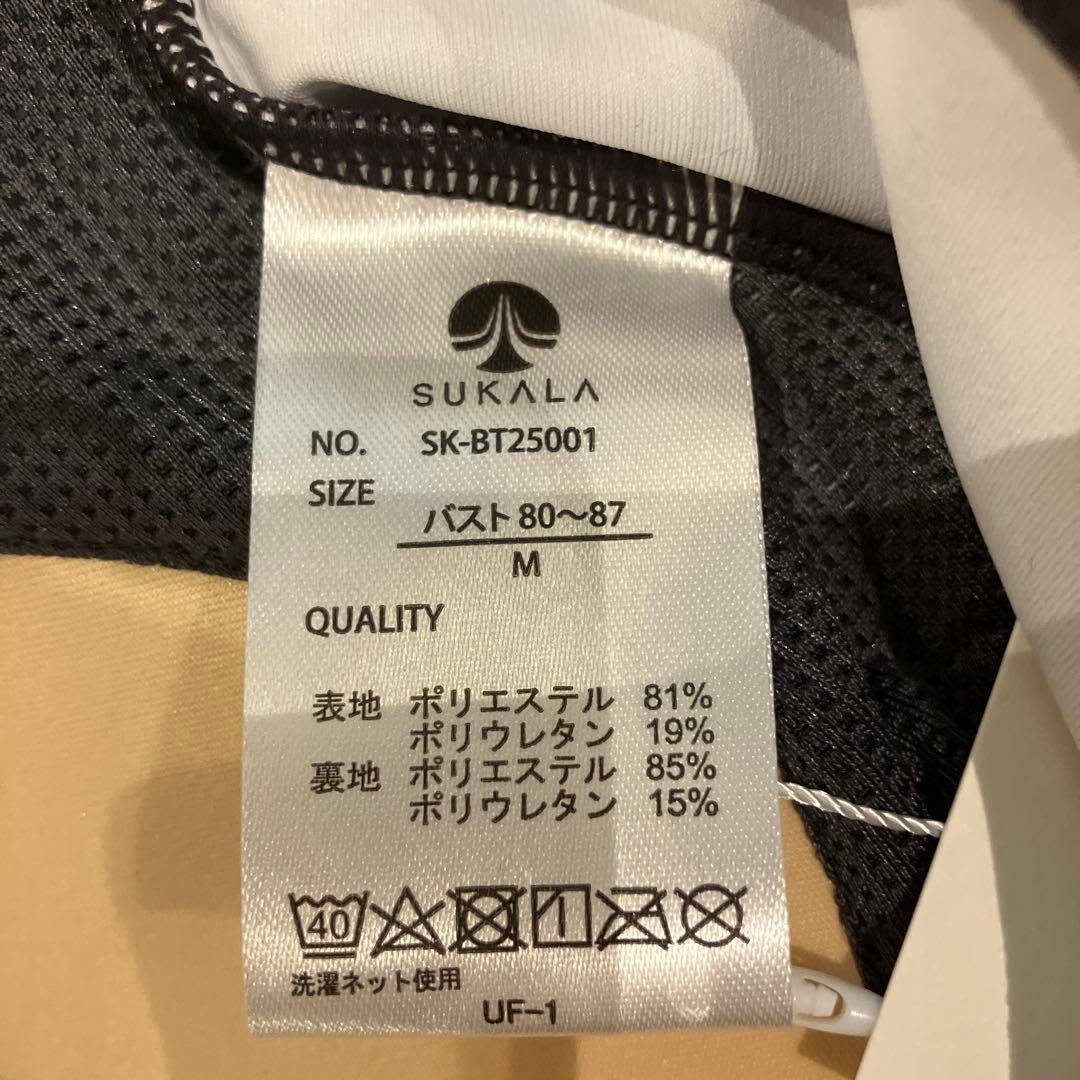 SUKALA
NO. SK-BT25001
SIZE
バスト80〜87
M
QUALITY
表地 ポリエステル 81%
ポリウレタン 19%
裏地 ポリエステル 85%
ポリウレタン 15%
40
洗濯ネット使用
UF-1